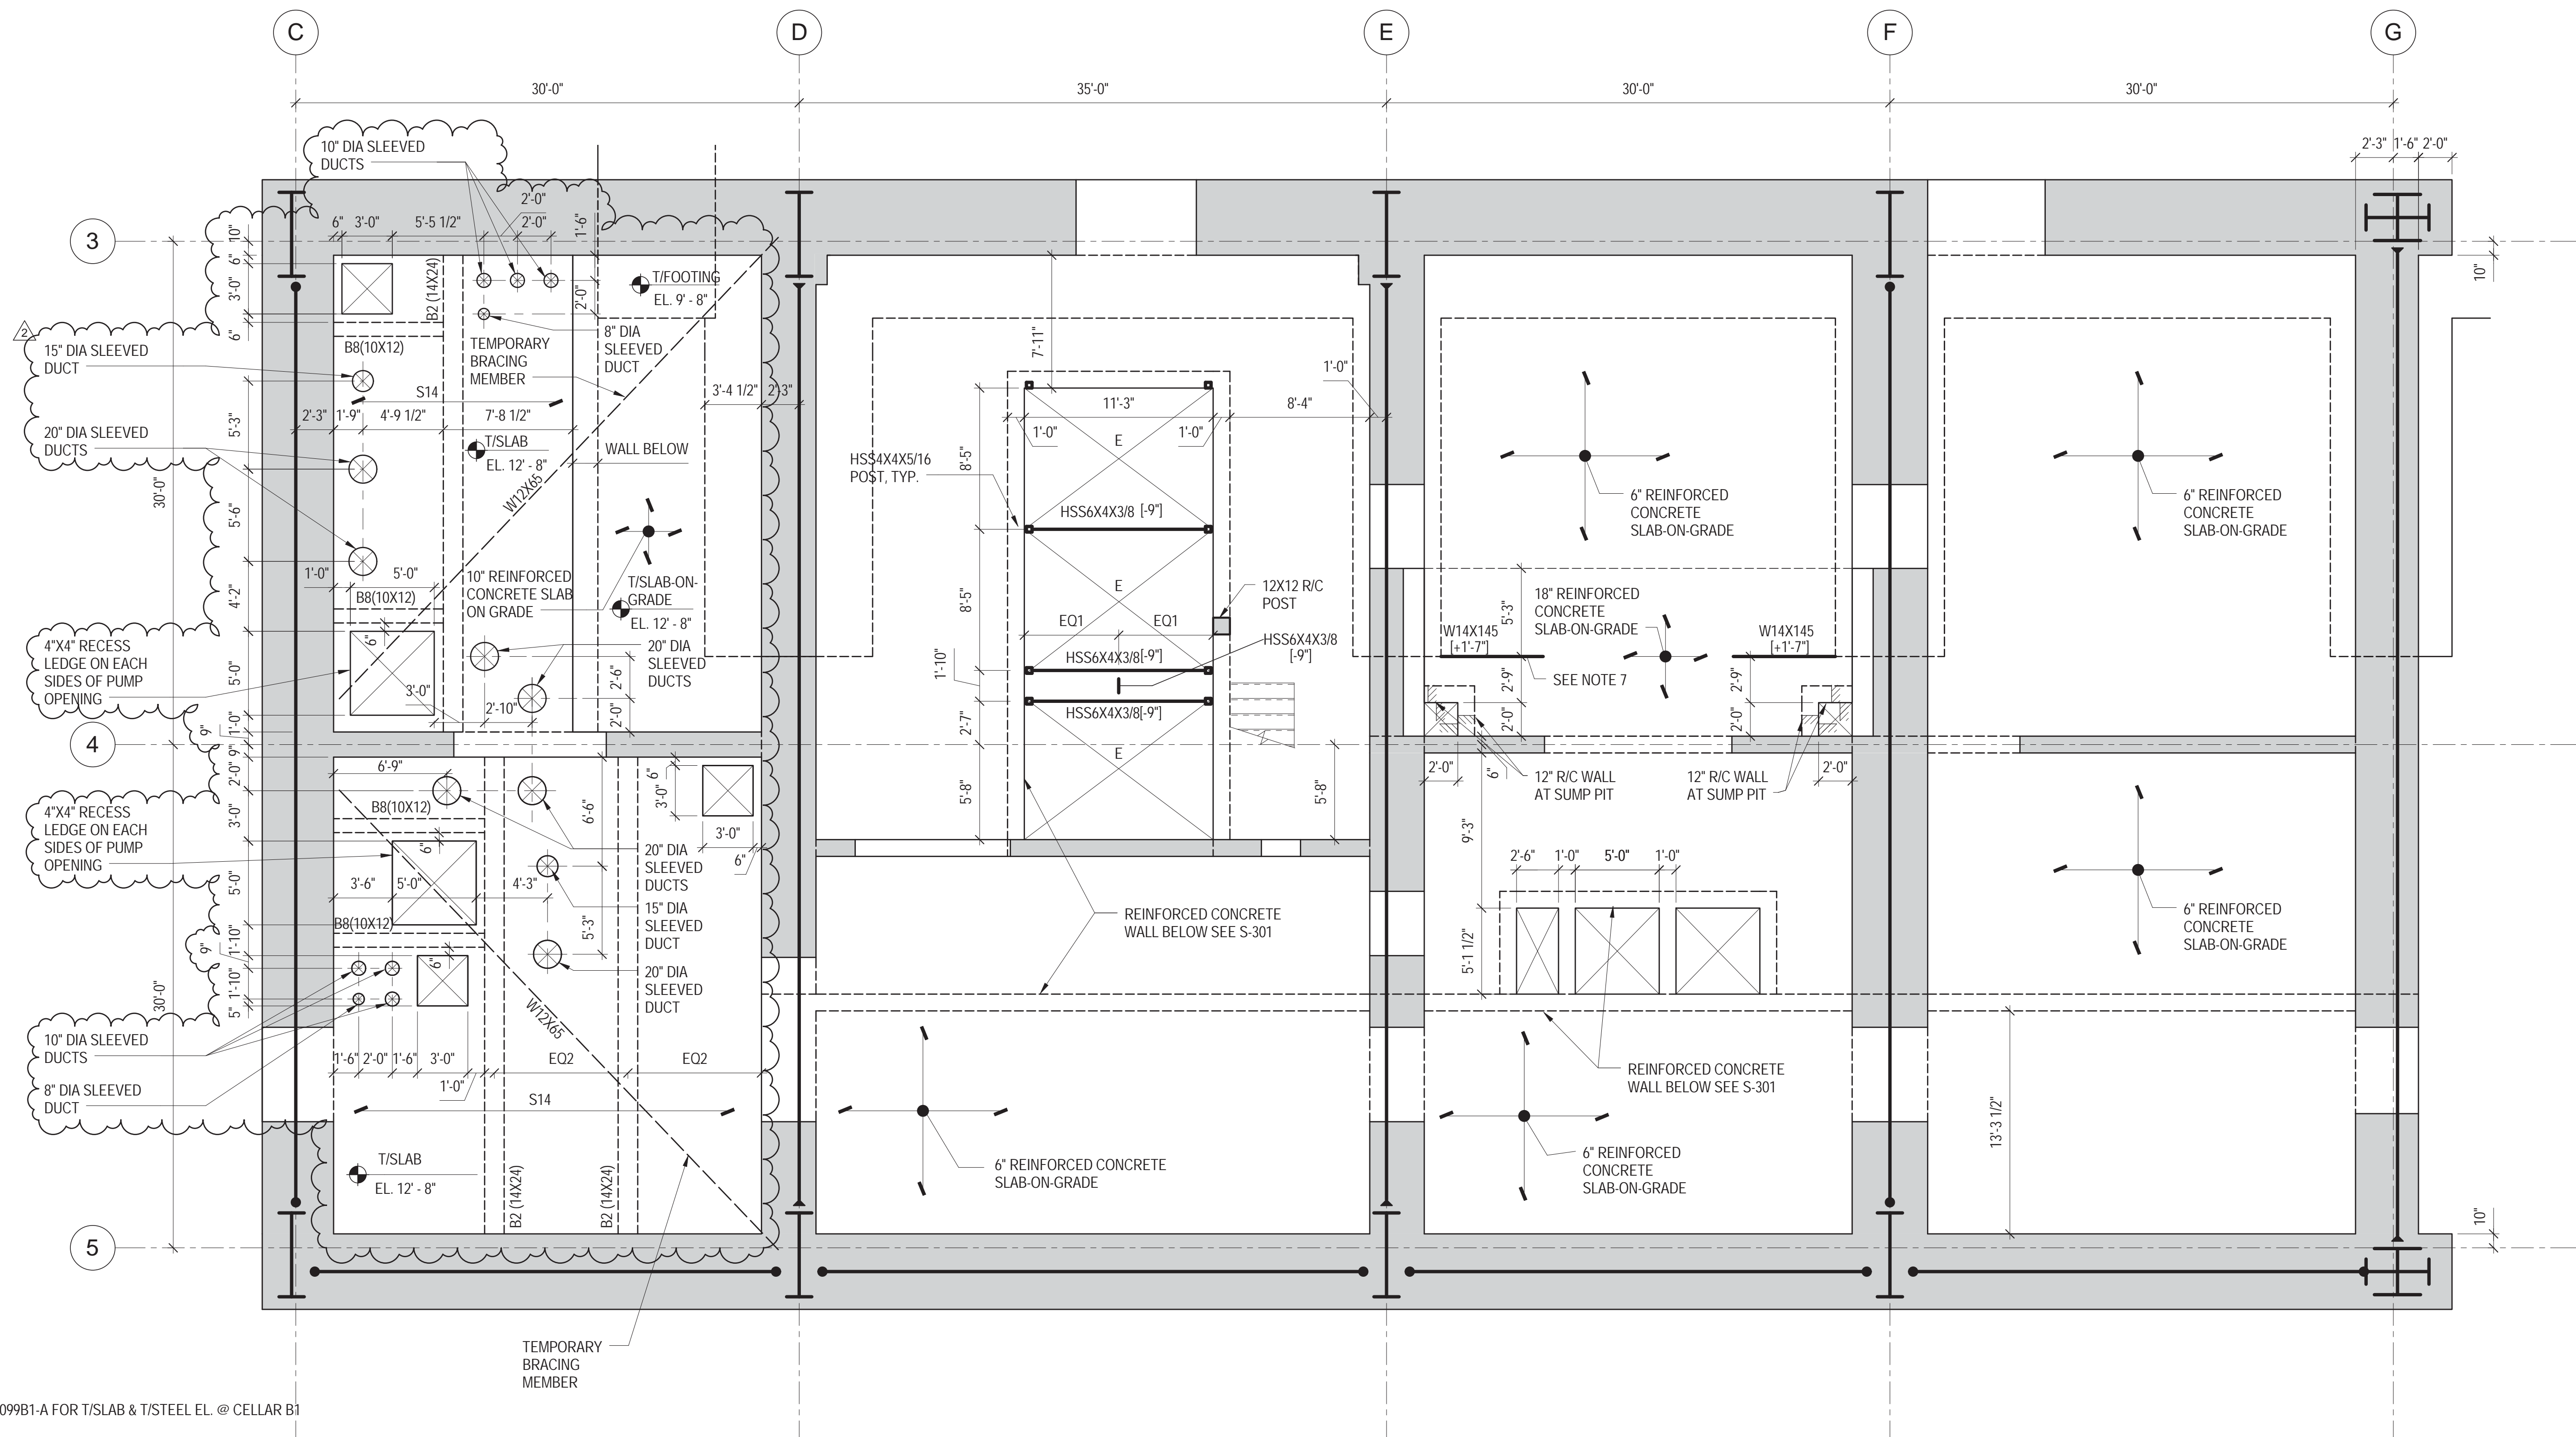 C
D
E
F
G
30'-0"
35'-0"
30'-0"
30'-0"
2'-3"
1'-6"
2'-0"
10" DIA SLEEVED
DUCTS
2'-0"
6"
3'-0"
5'-5 1/2"
2'-0"
1'-6"
3
10"
6"
3'-0"
6"
10"
B2 (14X24)
2'-0"
T/FOOTING
EL. 9' - 8"
8" DIA
SLEEVED
DUCT
2
15" DIA SLEEVED
DUCT
B8(10X12)
TEMPORARY
BRACING
MEMBER
7'-11"
1'-0"
S14
3'-4 1/2"
2'-3"
2'-3"
1'-9"
4'-9 1/2"
7'-8 1/2"
11'-3"
8'-4"
1'-0"
1'-0"
5'-3"
20" DIA SLEEVED
DUCTS
T/SLAB
EL. 12' - 8"
WALL BELOW
E
8'-5"
HSS4X4X5/16
POST, TYP.
W12X65
30'-0"
5'-6"
HSS6X4X3/8 [-9"]
6" REINFORCED
CONCRETE
SLAB-ON-GRADE
6" REINFORCED
CONCRETE
SLAB-ON-GRADE
1'-0"
5'-0"
B8(10X12)
10" REINFORCED
CONCRETE SLAB
ON GRADE
T/SLAB-ON-
GRADE
EL. 12' - 8"
4'-2"
8'-5"
E
EQ1
EQ1
12X12 R/C
POST
HSS6X4X3/8
[-9"]
5'-3"
18" REINFORCED
CONCRETE
SLAB-ON-GRADE
W14X145
[+1'-7"]
W14X145
[+1'-7"]
4"X4" RECESS
LEDGE ON EACH
SIDES OF PUMP
OPENING
6"
20" DIA
SLEEVED
DUCTS
5'-0"
3'-0"
2'-10"
2'-6"
2'-0"
1'-10"
HSS6X4X3/8[-9"]
HSS6X4X3/8[-9"]
SEE NOTE 7
2'-9"
2'-0"
2'-9"
2'-0"
1'-0"
9"
2'-7"
4
9"
6'-9"
2'-0"
B8(10X12)
6'-6"
6"
3'-0"
3'-0"
6"
E
5'-8"
5'-8"
2'-0"
6"
12" R/C WALL
AT SUMP PIT
12" R/C WALL
AT SUMP PIT
2'-0"
4"X4" RECESS
LEDGE ON EACH
SIDES OF PUMP
OPENING
3'-0"
6"
20" DIA
SLEEVED
DUCTS
15" DIA
SLEEVED
DUCT
20" DIA
SLEEVED
DUCT
9'-3"
2'-6"
1'-0"
5'-0"
1'-0"
5'-0"
3'-6"
5'-0"
4'-3"
B8(10X12)
5'-3"
REINFORCED CONCRETE
WALL BELOW SEE S-301
6" REINFORCED
CONCRETE
SLAB-ON-GRADE
9"
1'-10"
6"
5'-1 1/2"
30'-0"
1'-10"
5"
W12X65
10" DIA SLEEVED
DUCTS
8" DIA SLEEVED
DUCT
1'-6"
2'-0"
1'-6"
3'-0"
1'-0"
EQ2
EQ2
S14
REINFORCED CONCRETE
WALL BELOW SEE S-301
13'-3 1/2"
T/SLAB
EL. 12' - 8"
B2 (14X24)
B2 (14X24)
6" REINFORCED CONCRETE
SLAB-ON-GRADE
6" REINFORCED
CONCRETE
SLAB-ON-GRADE
10"
5
TEMPORARY
BRACING
MEMBER
099B1-A FOR T/SLAB & T/STEEL EL. @ CELLAR B1